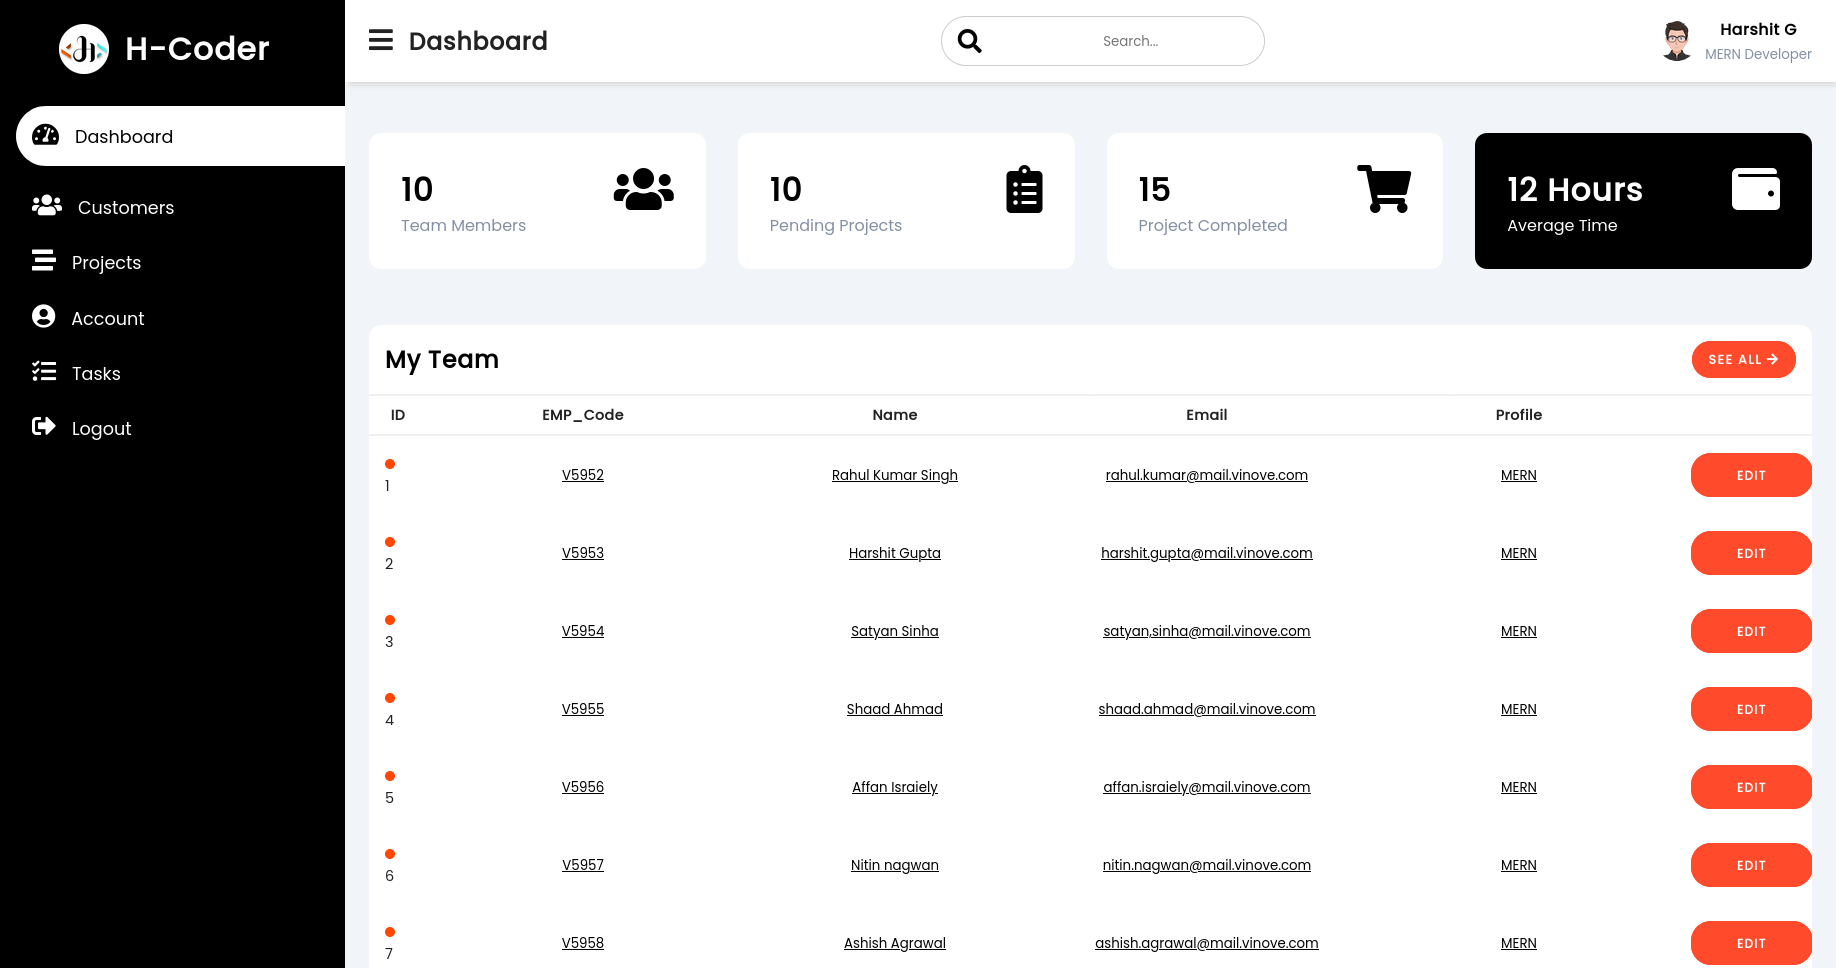 H-Coder
Dashboard
Search...
Harshit G
MERN Developer
Dashboard
Customers
Projects
Account
Tasks
Logout
10
Team Members
10
Pending Projects
15
Project Completed
12 Hours
Average Time
My Team
SEE ALL
ID EMP_Code Name Email Profile
1 V5952 Rahul Kumar Singh rahul.kumar@mail.vinove.com MERN EDIT
2 V5953 Harshit Gupta harshit.gupta@mail.vinove.com MERN EDIT
3 V5954 Satyan Sinha satyan,sinha@mail.vinove.com MERN EDIT
4 V5955 Shaad Ahmad shaad.ahmad@mail.vinove.com MERN EDIT
5 V5956 Affan Israiely affan.israiely@mail.vinove.com MERN EDIT
6 V5957 Nitin nagwan nitin.nagwan@mail.vinove.com MERN EDIT
7 V5958 Ashish Agrawal ashish.agrawal@mail.vinove.com MERN EDIT